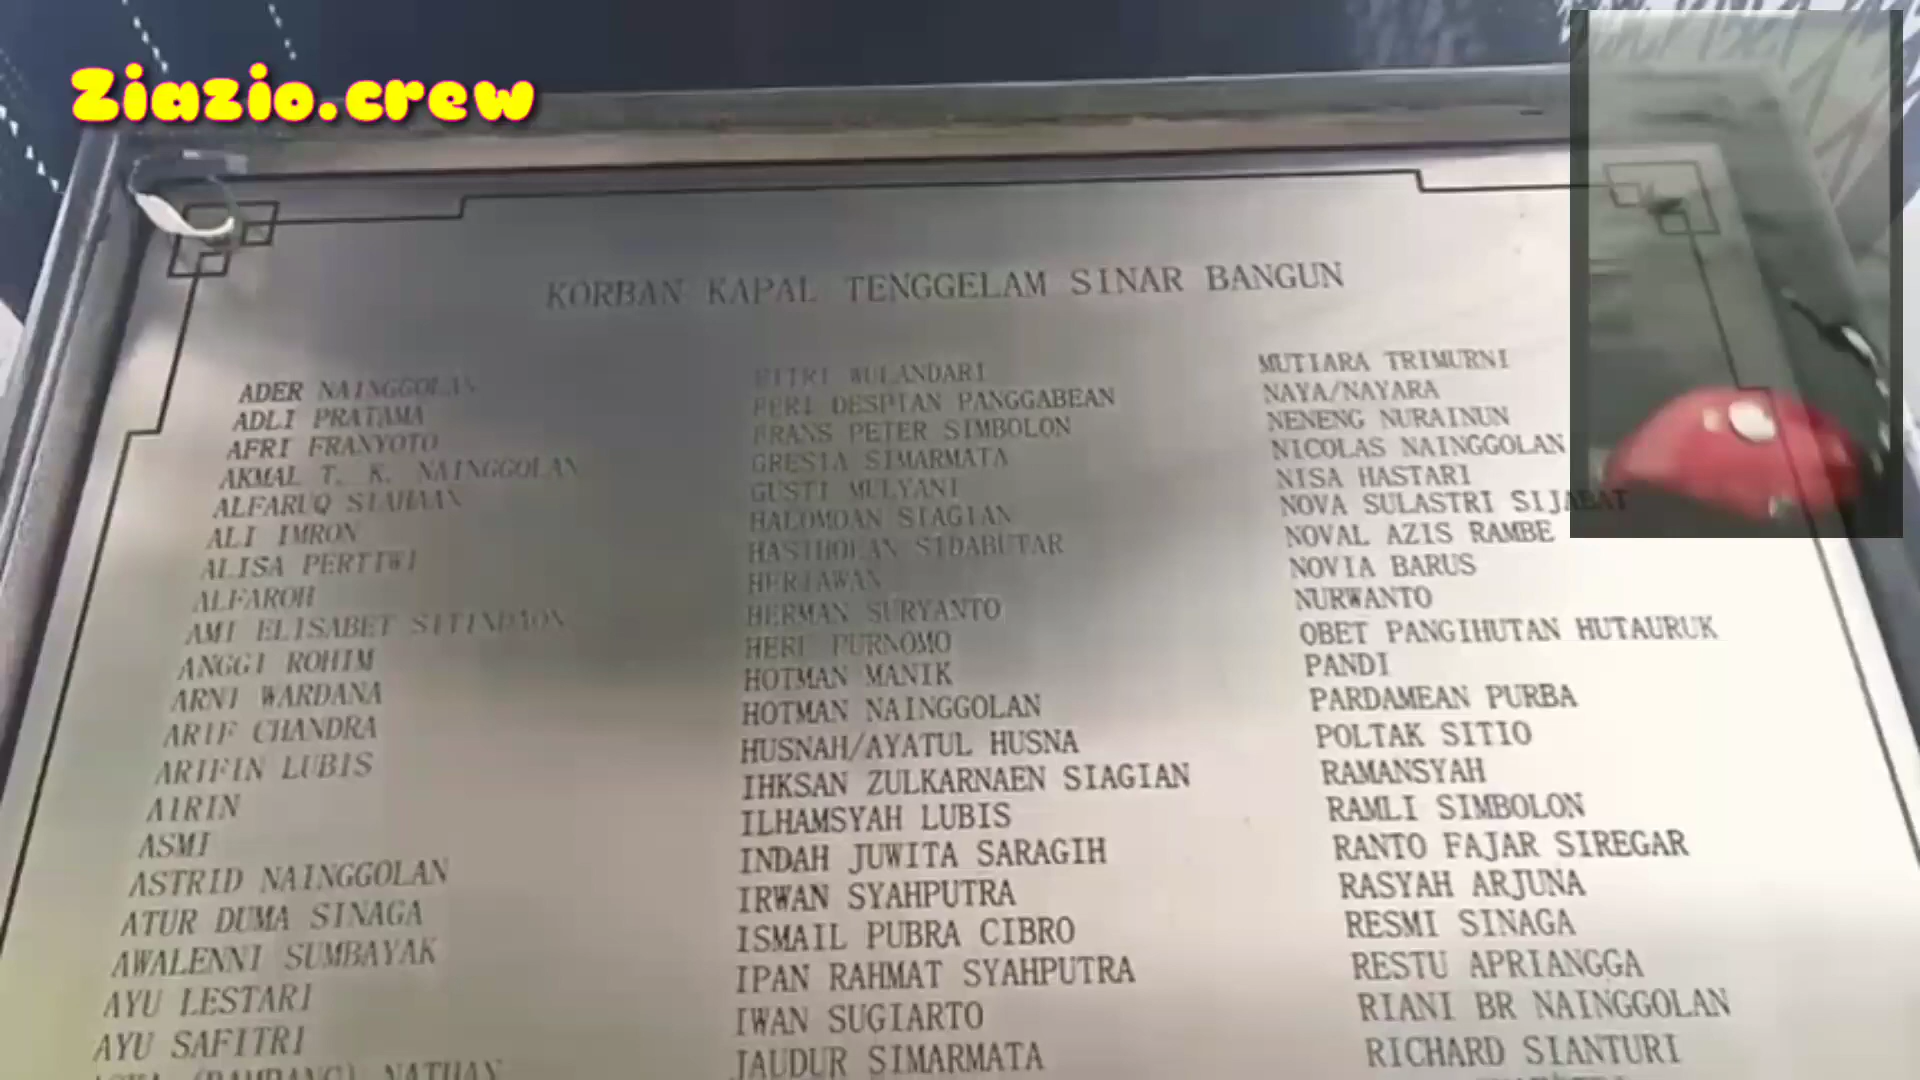 Ziazio.crew
KORBAN KAPAL TENGGELAM SINAR BANGUN
ADER NAINGGOLAN
ADLI PRATAMA
AFRI FRANYOTO
AKMAL T. K. NAINGGOLAN
ALFARUQ SIAHAAN
ALI IMRON
ALISA PERTIWI
ALFAROH
AMI ELISABET SITINDAON
ANGGI ROHIM
ARNI WARDANA
ARIF CHANDRA
ARIFIN LUBIS
AIRIN
ASMI
ASTRID NAINGGOLAN
ATUR DUMA SINAGA
AWALENNI SUMBAYAK
AYU LESTARI
AYU SAFITRI
(BAMBANG) NATHAN
FITRI WULANDARI
FERI DESPIAN PANGGABEAN
FRANS PETER SIMBOLON
GRESIA SIMARMATA
GUSTI MULYANI
HALOMOAN SIAGIAN
HASIHOLAN SIDABUTAR
HERIAWAN
HERMAN SURYANTO
HERI PURNOMO
HOTMAN MANIK
HOTMAN NAINGGOLAN
HUSNAH/AYATUL HUSNA
IHKSAN ZULKARNAEN SIAGIAN
ILHAMSYAH LUBIS
INDAH JUWITA SARAGIH
IRWAN SYAHPUTRA
ISMAIL PUBRA CIBRO
IPAN RAHMAT SYAHPUTRA
IWAN SUGIARTO
JAUDUR SIMARMATA
MUTIARA TRIMURNI
NAYA/NAYARA
NENENG NURAINUN
NICOLAS NAINGGOLAN
NISA HASTARI
NOVA SULASTRI SIJABAT
NOVAL AZIS RAMBE
NOVIA BARUS
NURWANTO
OBET PANGIHUTAN HUTAURUK
PANDI
PARDAMEAN PURBA
POLTAK SITIO
RAMANSYAH
RAMLI SIMBOLON
RANTO FAJAR SIREGAR
RASYAH ARJUNA
RESMI SINAGA
RESTU APRIANGGA
RIANI BR NAINGGOLAN
RICHARD SIANTURI